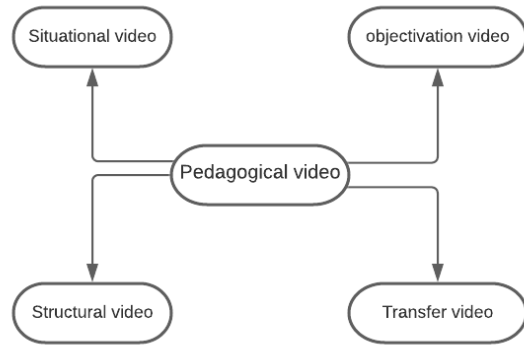 Situational video
objectivation video
Pedagogical video
Structural video
Transfer video